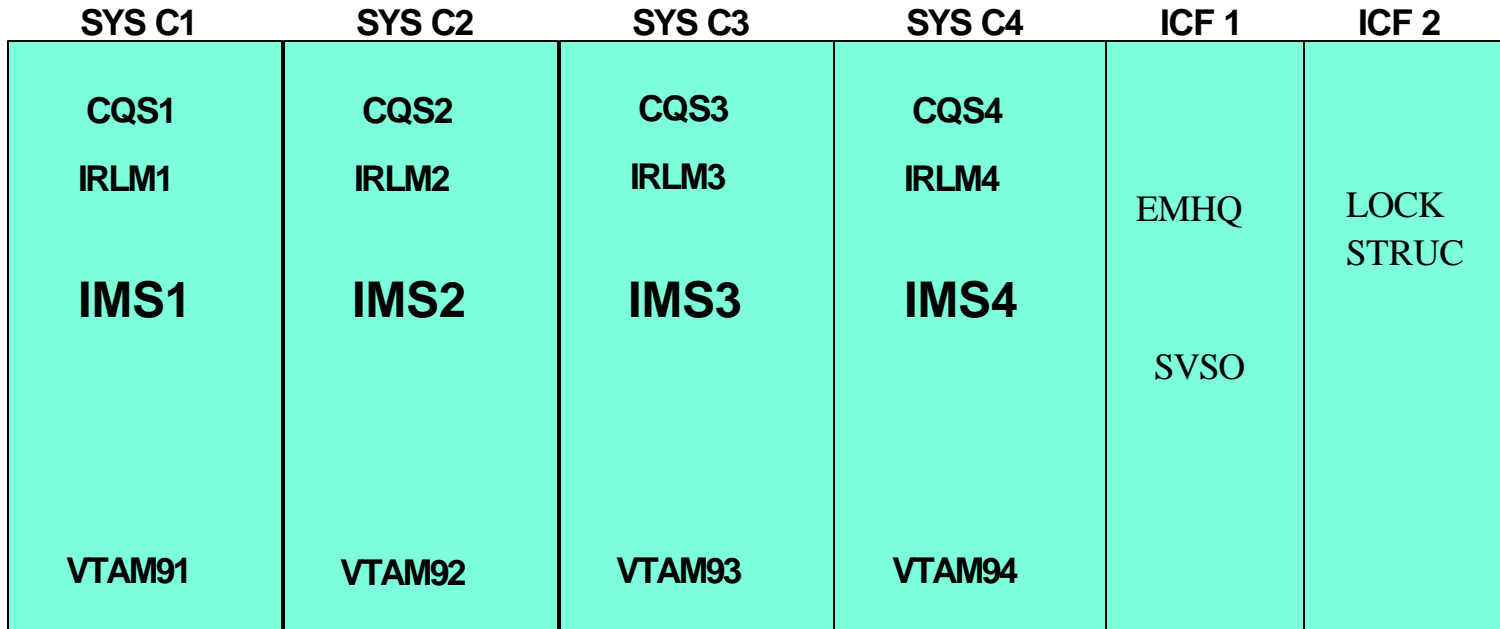 SYS C1 SYS C2 SYS C3 SYS C4 ICF 1 ICF 2
CQS1 CQS2 CQS3 CQS4
IRLM1 IRLM2 IRLM3 IRLM4
EMHQ LOCK
STRUC
IMS1 IMS2 IMS3 IMS4
SVSO
VTAM91 VTAM92 VTAM93 VTAM94